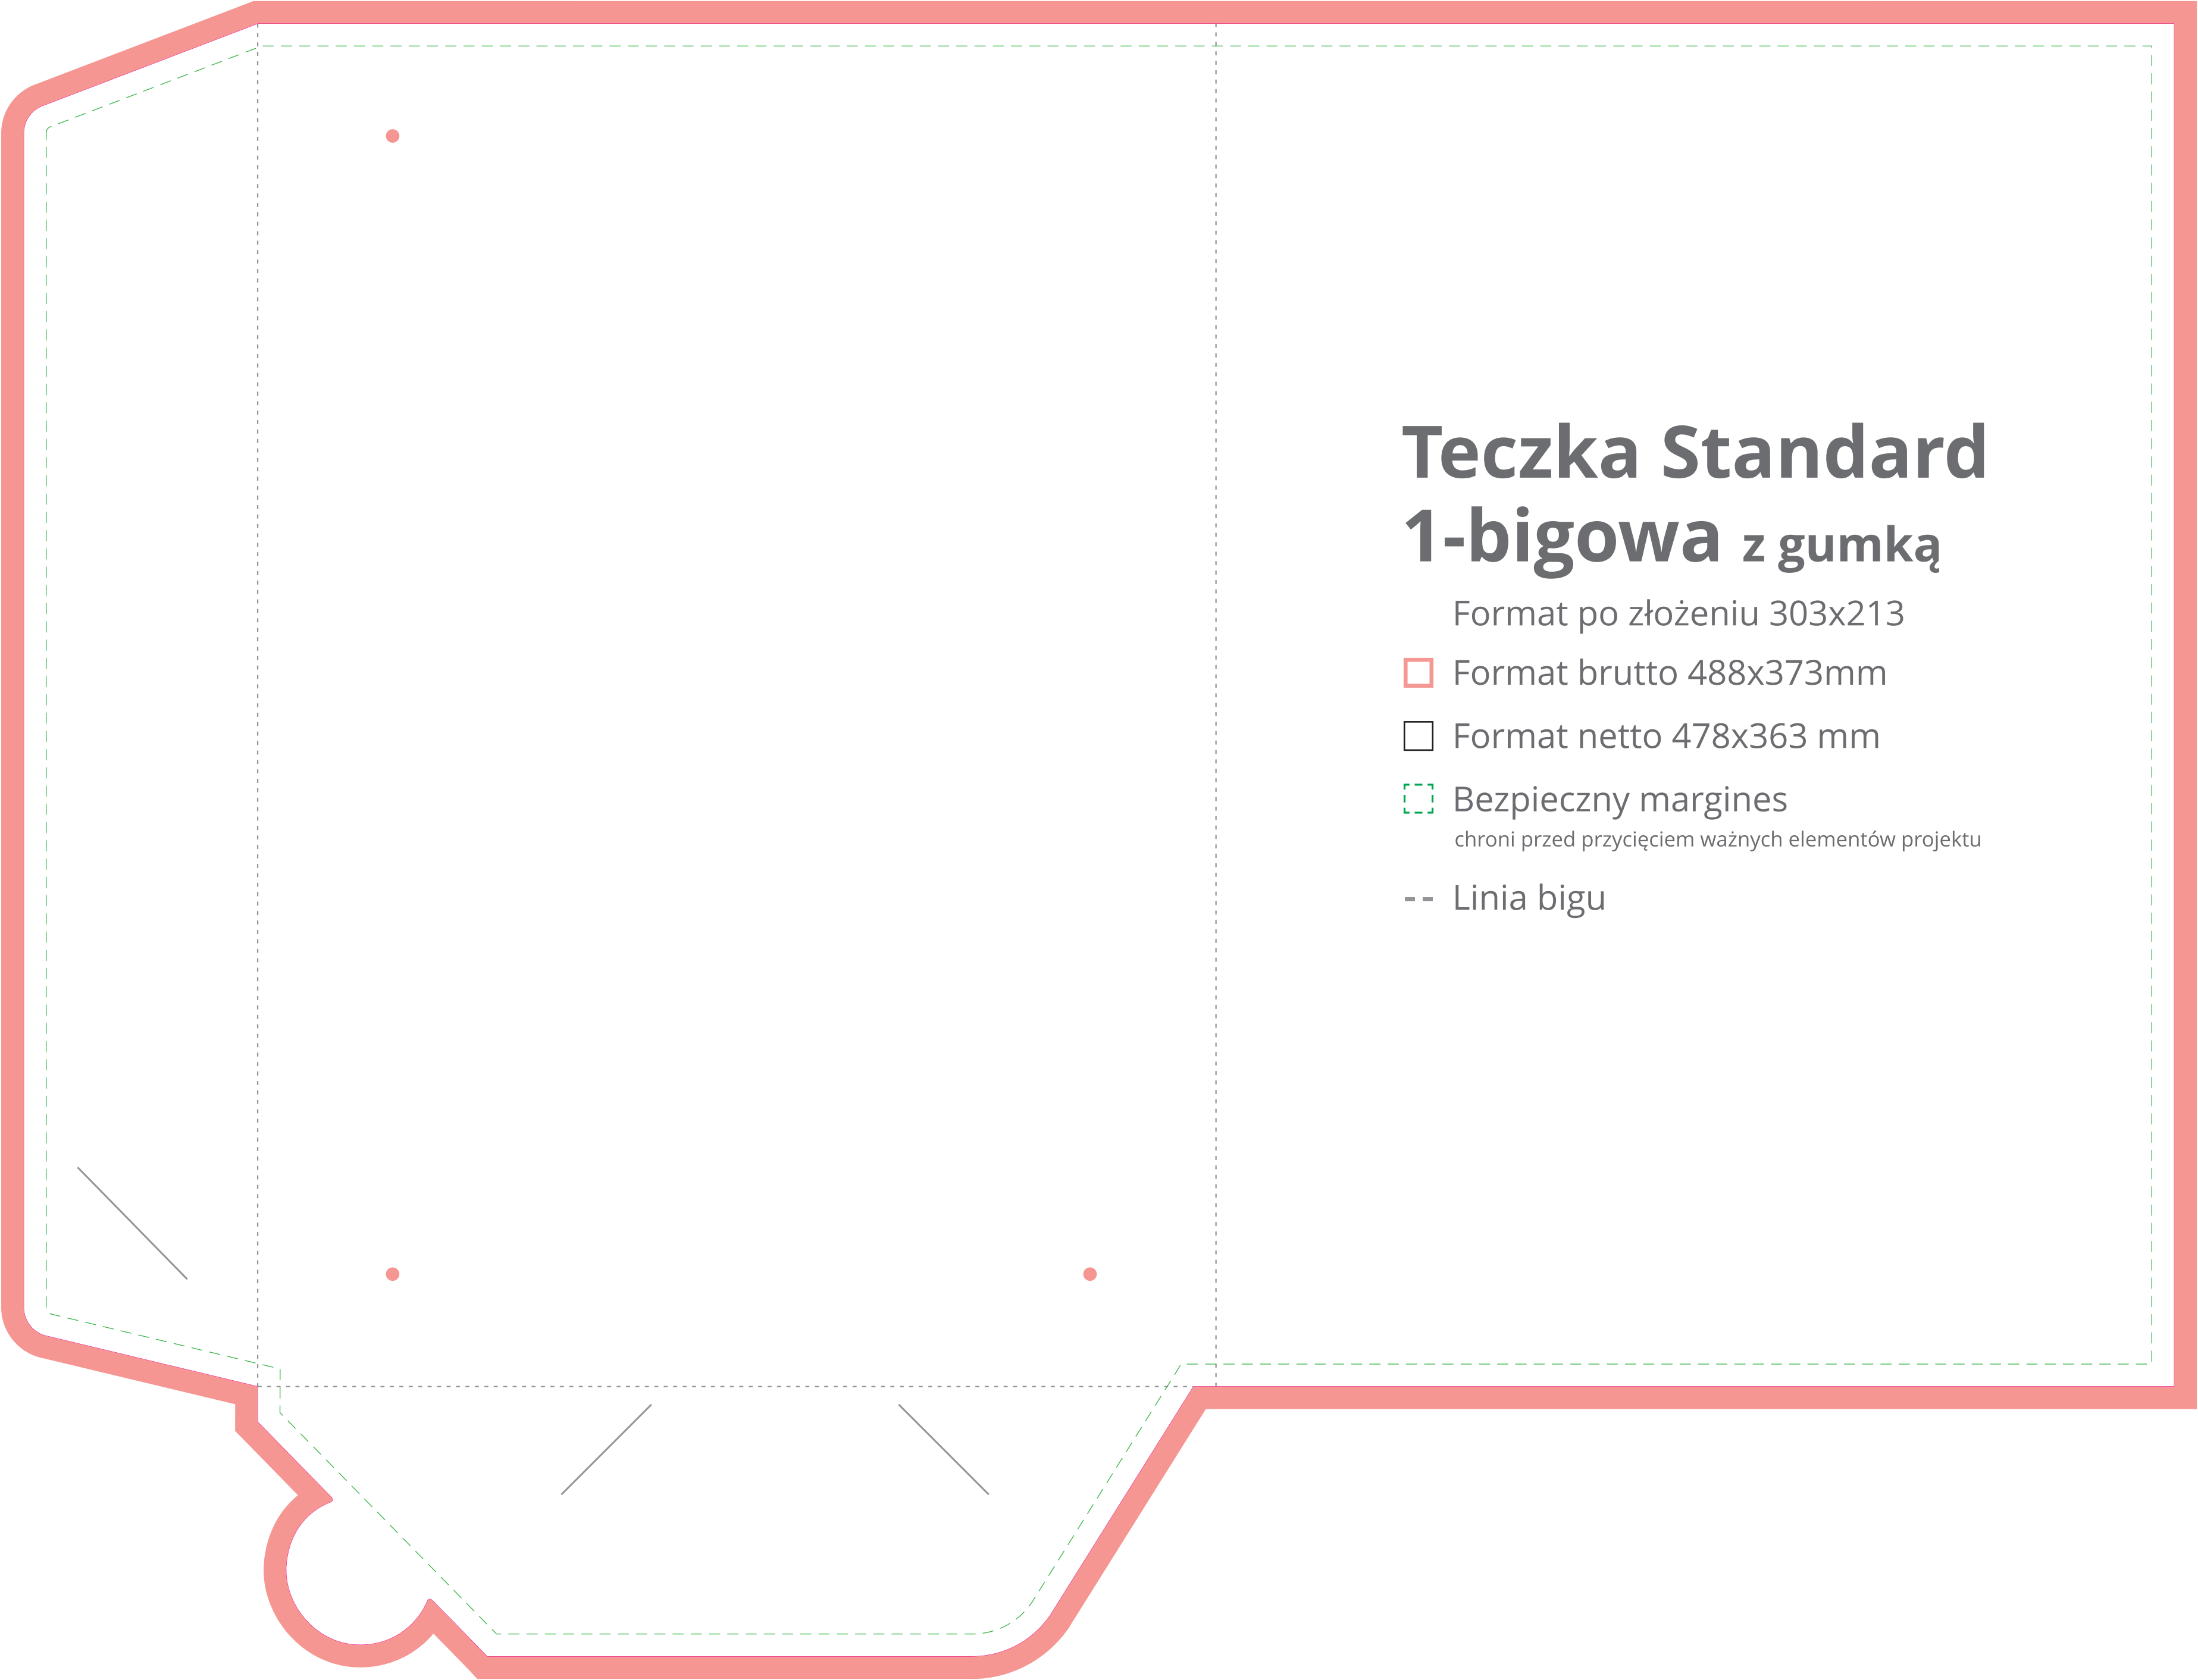 Teczka Standard
1-bigowa z gumką
Format po złożeniu 303x213
Format brutto 488x373mm
Format netto 478x363 mm
Bezpieczny margines
chroni przed przycięciem ważnych elementów projektu
Linia bigu